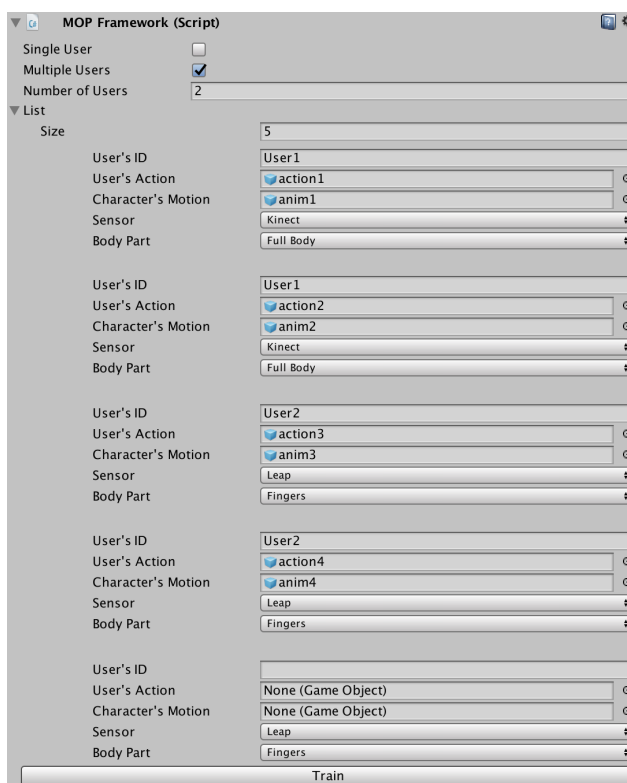 MOP Framework (Script)
Single User
Multiple Users
Number of Users 2
List
Size 5
User's ID User1
User's Action action1
Character's Motion anim1
Sensor Kinect
Body Part Full Body
User's ID User1
User's Action action2
Character's Motion anim2
Sensor Kinect
Body Part Full Body
User's ID User2
User's Action action3
Character's Motion anim3
Sensor Leap
Body Part Fingers
User's ID User2
User's Action action4
Character's Motion anim4
Sensor Leap
Body Part Fingers
User's ID
User's Action None (Game Object)
Character's Motion None (Game Object)
Sensor Leap
Body Part Fingers
Train